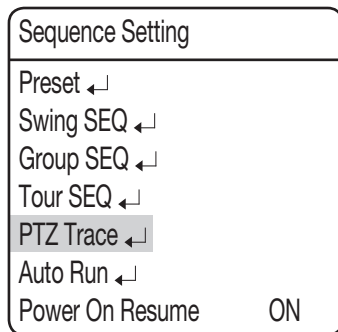 Sequence Setting
Preset ↵
Swing SEQ ↵
Group SEQ ↵
Tour SEQ ↵
PTZ Trace ↵
Auto Run ↵
Power On Resume ON